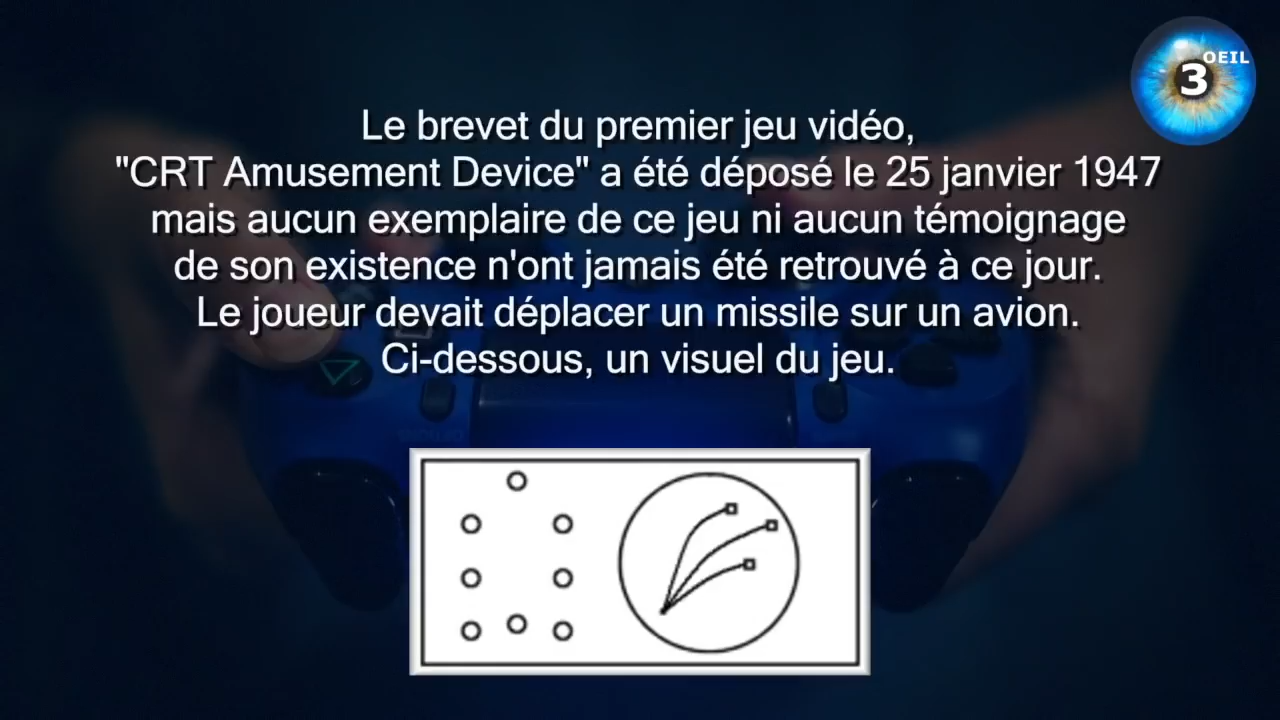 OEIL
3
Le brevet du premier jeu vidéo,
"CRT Amusement Device" a été déposé le 25 janvier 1947
mais aucun exemplaire de ce jeu ni aucun témoignage
de son existence n'ont jamais été retrouvé à ce jour.
Le joueur devait déplacer un missile sur un avion.
Ci-dessous, un visuel du jeu.